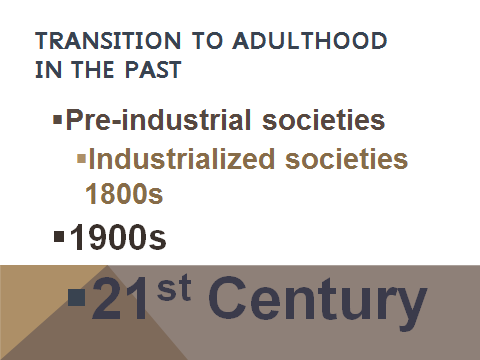 TRANSITION TO ADULTHOOD
IN THE PAST
▪Pre-industrial societies
▪Industrialized societies
1800s
▪1900s
▪21st Century